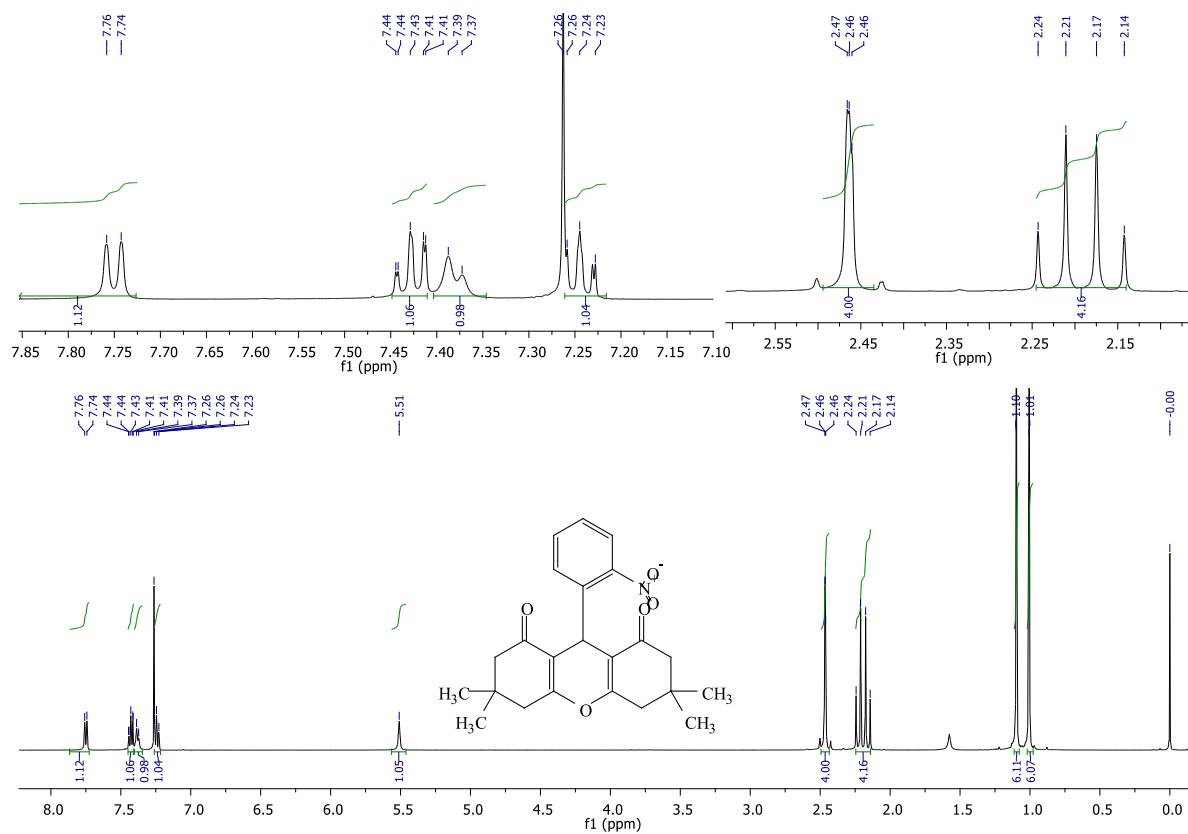 7.76 7.74 7.44 7.44 7.43 7.41 7.41 7.39 7.37 7.26 7.26 7.24 7.23
1.12 1.06 0.98 1.04
7.85 7.80 7.75 7.70 7.65 7.60 7.55 7.50 7.45 7.40 7.35 7.30 7.25 7.20 7.15 7.10
f1 (ppm)
2.47 2.46 2.46 2.24 2.21 2.17 2.14
4.00 4.16
2.55 2.45 2.35 2.25 2.15
f1 (ppm)
7.76 7.74 7.44 7.44 7.43 7.41 7.41 7.39 7.37 7.26 7.26 7.24 7.23 5.51 2.47 2.46 2.46 2.24 2.21 2.17 2.14 1.10 1.01 -0.00
O-
N+
O
O
O
H3C
CH3
H3C
CH3
O
1.12 1.06 0.98 1.04 1.05 4.00 4.16 6.11 6.07
8.0 7.5 7.0 6.5 6.0 5.5 5.0 4.5 4.0 3.5 3.0 2.5 2.0 1.5 1.0 0.5 0.0
f1 (ppm)